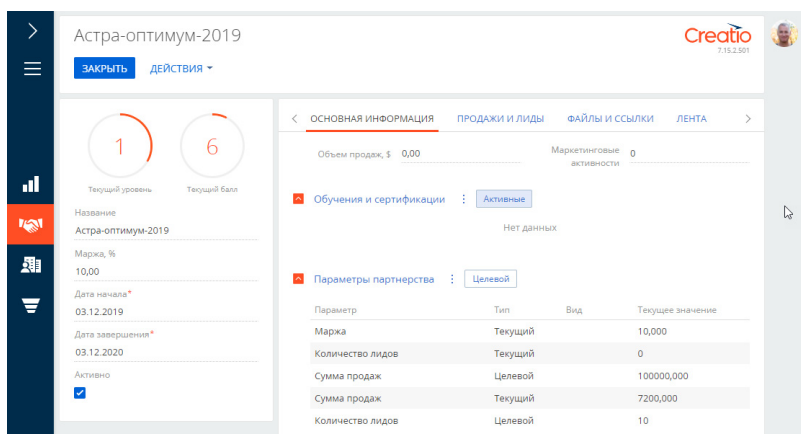 Астра-оптимум-2019
Creatio
7.15.2.501
ЗАКРЫТЬ ДЕЙСТВИЯ
1 6
Текущий уровень Текущий балл
Название
Астра-оптимум-2019
Маржа, %
10,00
Дата начала*
03.12.2019
Дата завершения*
03.12.2020
Активно
ОСНОВНАЯ ИНФОРМАЦИЯ ПРОДАЖИ И ЛИДЫ ФАЙЛЫ И ССЫЛКИ ЛЕНТА
Объем продаж, $ 0,00 Маркетинговые активности 0
Обучения и сертификации Активные
Нет данных
Параметры партнерства Целевой
Параметр Тип Вид Текущее значение
Маржа Текущий 10,000
Количество лидов Текущий 0
Сумма продаж Целевой 100000,000
Сумма продаж Текущий 7200,000
Количество лидов Целевой 10